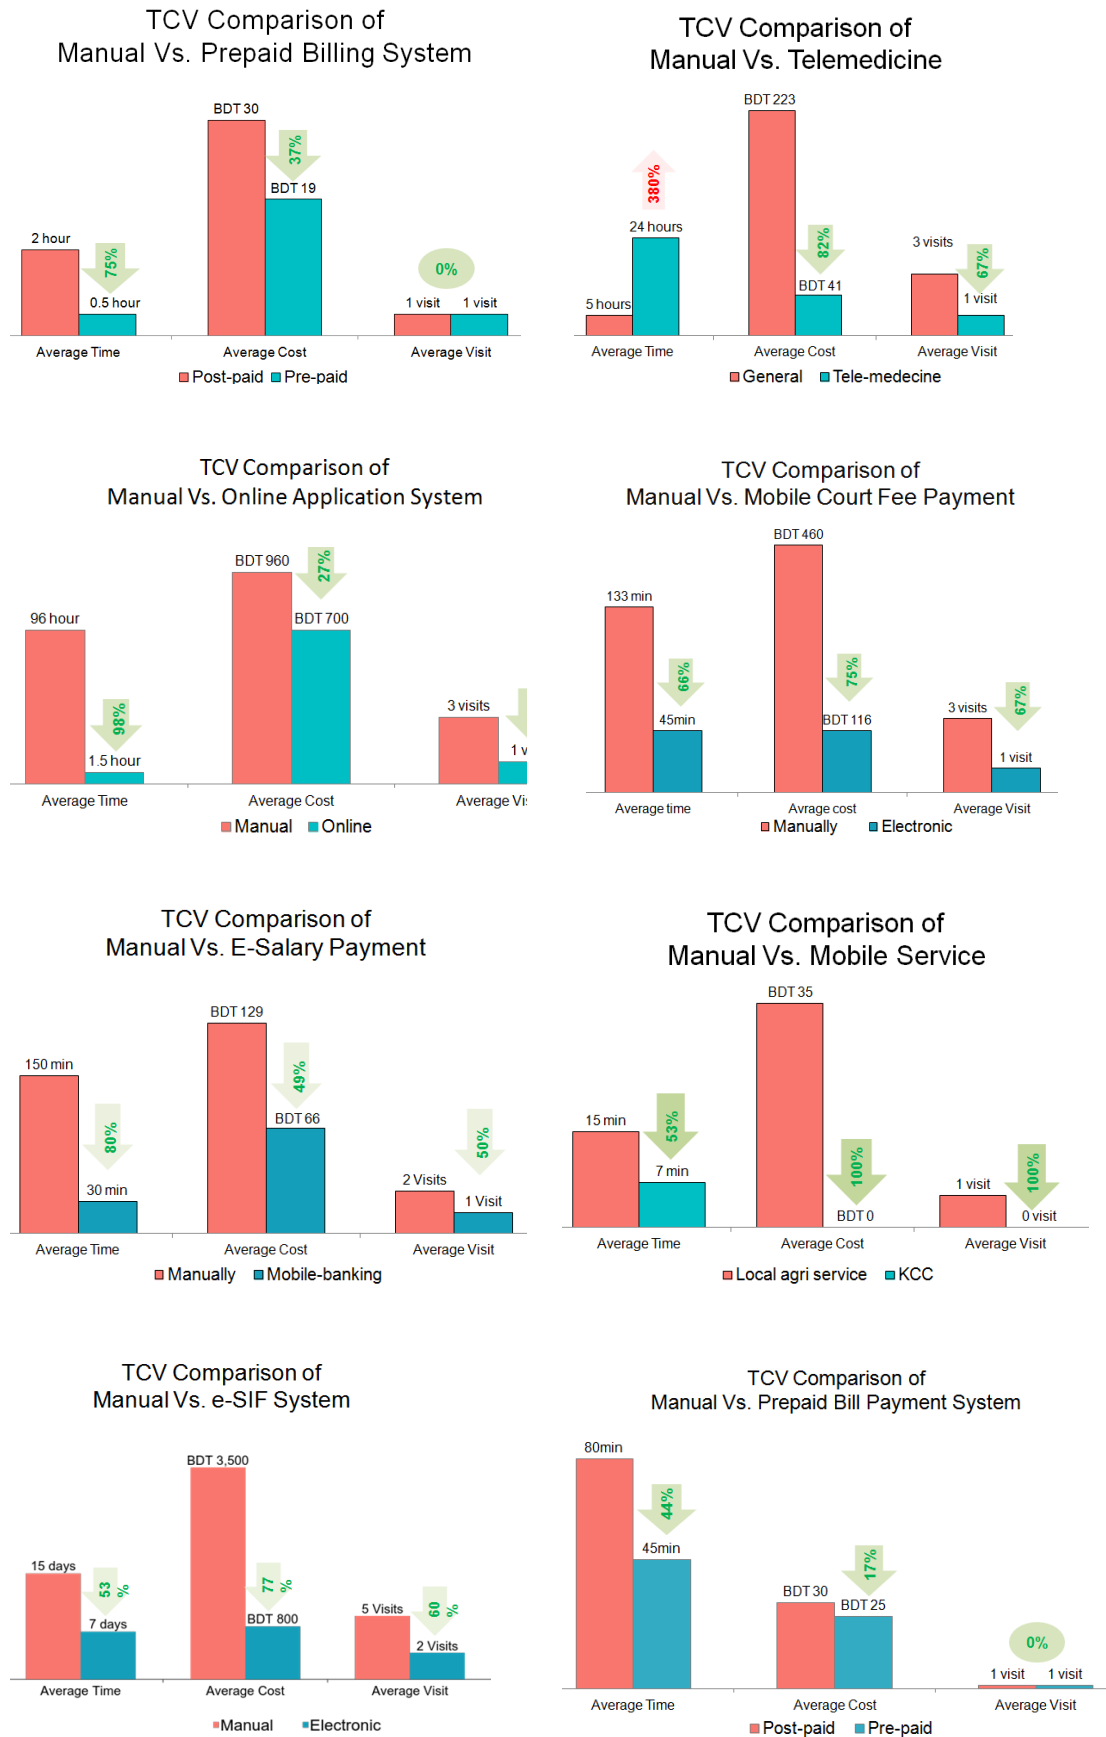 TCV Comparison of
Manual Vs. Prepaid Billing System
BDT 30
37%
BDT 19
2 hour
75%
0.5 hour
0%
1 visit 1 visit
Average Time Average Cost Average Visit
Post-paid Pre-paid
TCV Comparison of
Manual Vs. Telemedicine
BDT 223
380%
24 hours
82%
3 visits
67%
5 hours
BDT 41
1 visit
Average Time Average Cost Average Visit
General Tele-medecine
TCV Comparison of
Manual Vs. Online Application System
BDT 960
27%
96 hour
BDT 700
98%
3 visits
1.5 hour
1 v
Average Time Average Cost Average Vis
Manual Online
TCV Comparison of
Manual Vs. Mobile Court Fee Payment
BDT 460
133 min
66%
75%
67%
45min
BDT 116
3 visits
1 visit
Average time Avrage cost Average Visit
Manually Electronic
TCV Comparison of
Manual Vs. E-Salary Payment
BDT 129
150 min
49%
80%
BDT 66
50%
30 min
2 Visits
1 Visit
Average Time Average Cost Average Visit
Manually Mobile-banking
TCV Comparison of
Manual Vs. Mobile Service
BDT 35
15 min
53%
7 min
100%
100%
1 visit
BDT 0
0 visit
Average Time Average Cost Average Visit
Local agri service KCC
TCV Comparison of
Manual Vs. e-SIF System
BDT 3,500
15 days
53 %
77 %
60 %
7 days
BDT 800
5 Visits
2 Visits
Average Time Average Cost Average Visit
Manual Electronic
TCV Comparison of
Manual Vs. Prepaid Bill Payment System
80min
44%
45min
17%
BDT 30
BDT 25
0%
1 visit 1 visit
Average Time Average Cost Average Visit
Post-paid Pre-paid